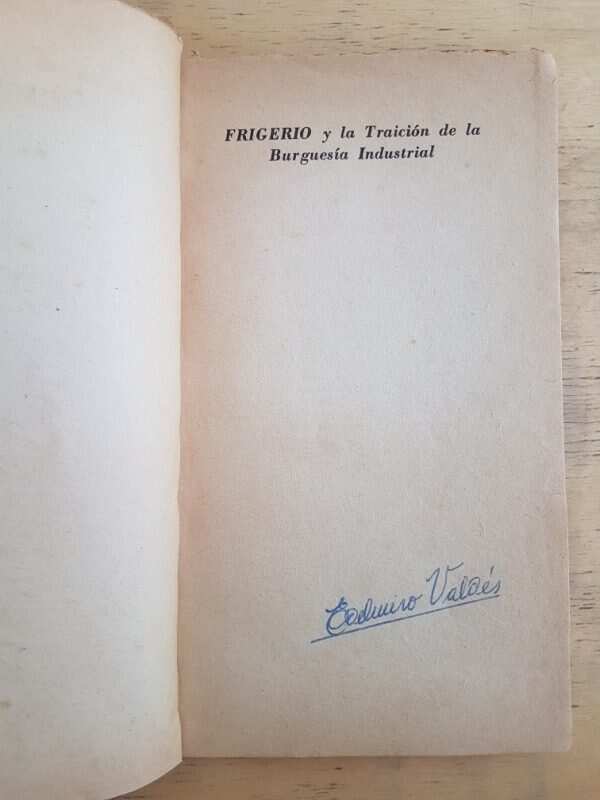 FRIGERIO y la Traición de la
Burguesía Industrial
Valdés